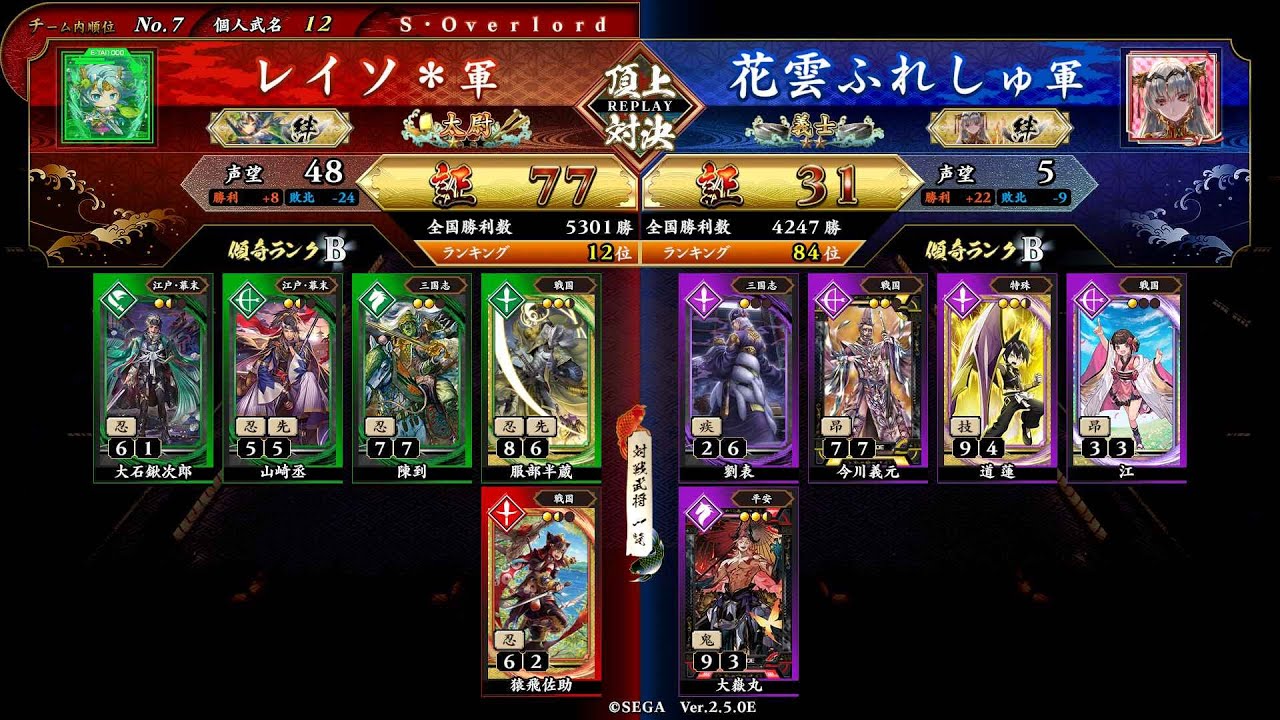 チーム内順位 No.7 個人武名 12 S・Overlord
レイソ＊軍
頂上
REPLAY
対決
花雲ふれしゅ軍
絆 太尉
義士 絆
声望 48
勝利 +8 敗北 -24
証 77
証 31
声望 5
勝利 +22 敗北 -9
全国勝利数 5301勝
全国勝利数 4247勝
傾奇ランク B
ランキング 12位
ランキング 84位
傾奇ランク B
江戸・幕末
江戸・幕末
三国志
戦国
三国志
戦国
特殊
戦国
忍
忍 先
忍
忍 先
疾
昂
技
昂
6 1
5 5
7 7
8 6
2 6
7 7
9 4
3 3
大石鍬次郎
山崎丞
陳到
服部半蔵
劉表
今川義元
道蓮
江
対戦武将一覧
戦国
忍
6 2
猿飛佐助
平安
鬼
9 3
大嶽丸
©SEGA Ver.2.5.0E